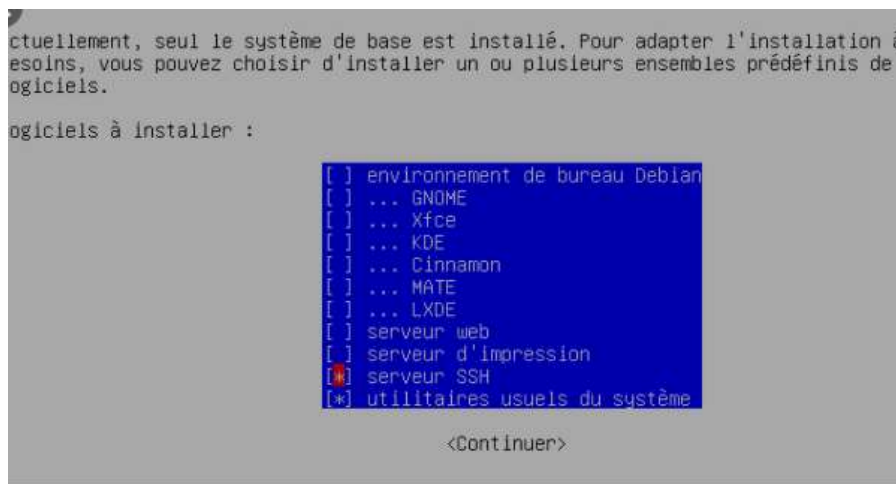 ctuellement, seul le système de base est installé. Pour adapter l'installation à
esoins, vous pouvez choisir d'installer un ou plusieurs ensembles prédéfinis de
ogiciels.
ogiciels à installer :
[ ] environnement de bureau Debian
[ ] ... GNOME
[ ] ... Xfce
[ ] ... KDE
[ ] ... Cinnamon
[ ] ... MATE
[ ] ... LXDE
[ ] serveur web
[ ] serveur d'impression
[*] serveur SSH
[*] utilitaires usuels du système
<Continuer>